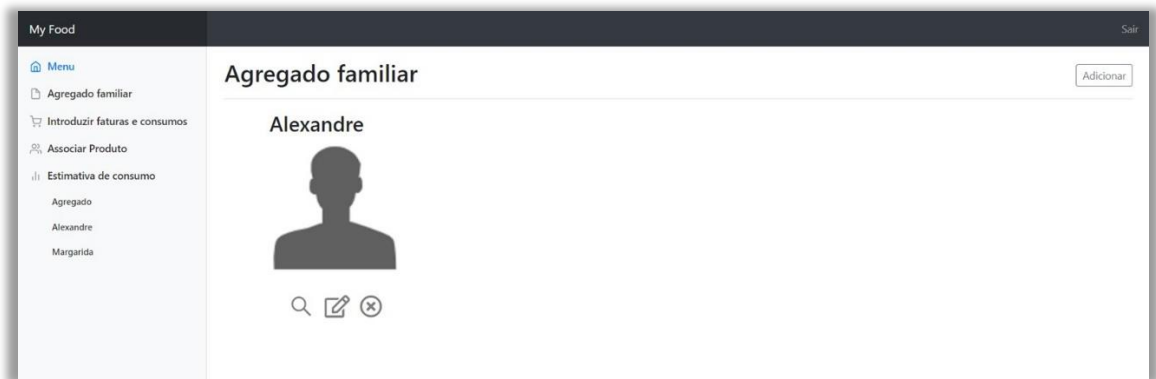 My Food
Sair
Menu
Agregado familiar
Introduzir faturas e consumos
Associar Produto
Estimativa de consumo
Agregado
Alexandre
Margarida
Agregado familiar
Adicionar
Alexandre